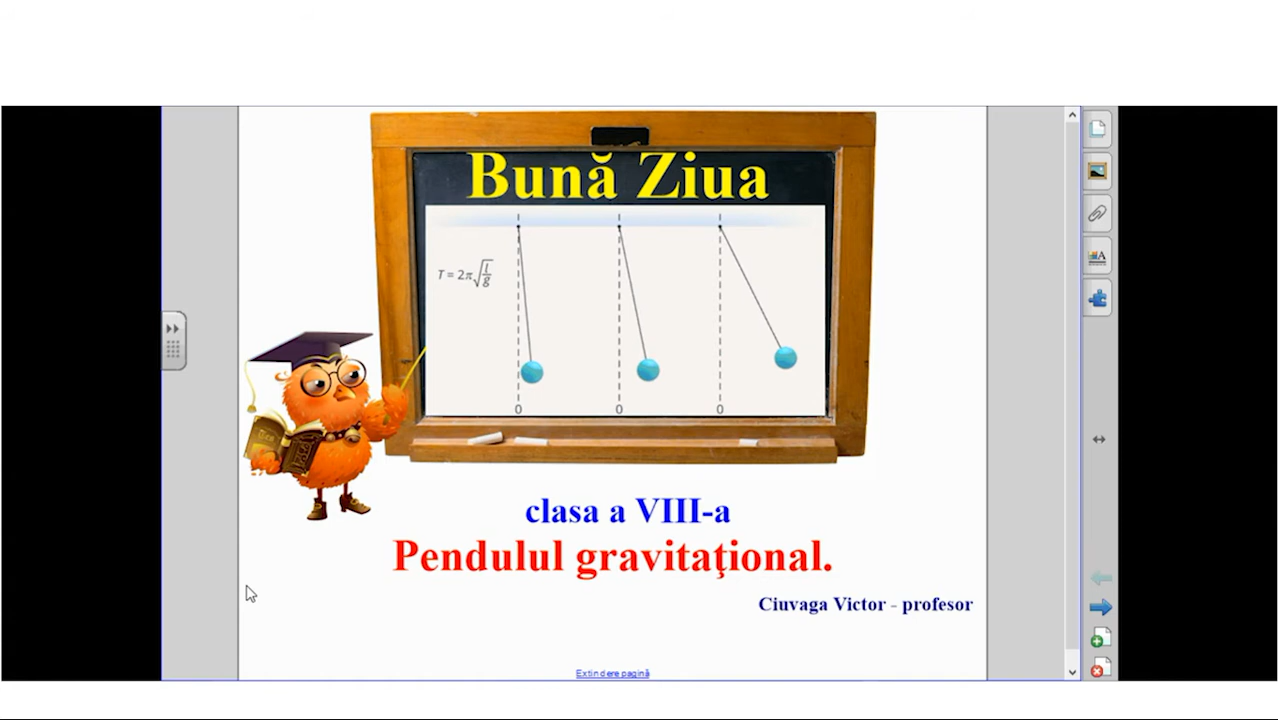 Bună Ziua
T = 2π√l/g
0 0 0
clasa a VIII-a
Pendulul gravitaţional.
Ciuvaga Victor - profesor
Extindere pagină